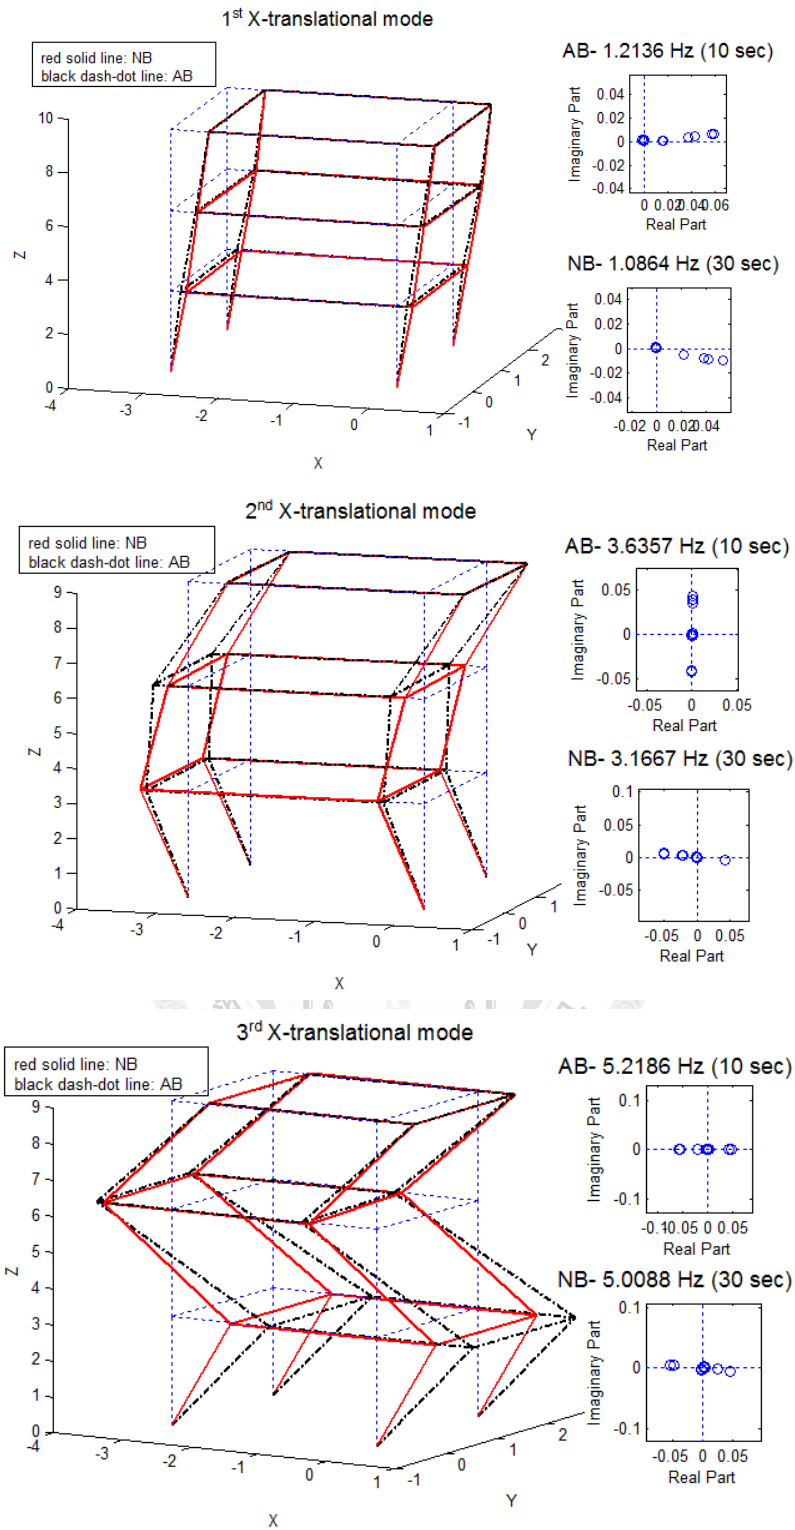 1st X-translational mode
red solid line: NB
black dash-dot line: AB
10
8
6
4
2
0
Z
-4
-3
-2
-1
0
1
X
-1
0
1
2
Y
AB- 1.2136 Hz (10 sec)
0.04
0.02
0
-0.02
-0.04
Imaginary Part
0 0.02 0.04 0.06
Real Part
NB- 1.0864 Hz (30 sec)
0.04
0.02
0
-0.02
-0.04
Imaginary Part
-0.02 0 0.02 0.04
Real Part
2nd X-translational mode
red solid line: NB
black dash-dot line: AB
9
8
7
6
5
4
3
2
1
0
Z
-4
-3
-2
-1
0
1
X
-1
0
1
Y
AB- 3.6357 Hz (10 sec)
0.05
0
-0.05
Imaginary Part
-0.05 0 0.05
Real Part
NB- 3.1667 Hz (30 sec)
0.1
0.05
0
-0.05
Imaginary Part
-0.05 0 0.05
Real Part
3rd X-translational mode
red solid line: NB
black dash-dot line: AB
9
8
7
6
5
4
3
2
1
0
Z
-4
-3
-2
-1
0
1
X
-1
0
1
2
Y
AB- 5.2186 Hz (10 sec)
0.1
0
-0.1
Imaginary Part
-0.10 -0.05 0 0.05
Real Part
NB- 5.0088 Hz (30 sec)
0.1
0
-0.1
Imaginary Part
-0.05 0 0.05
Real Part